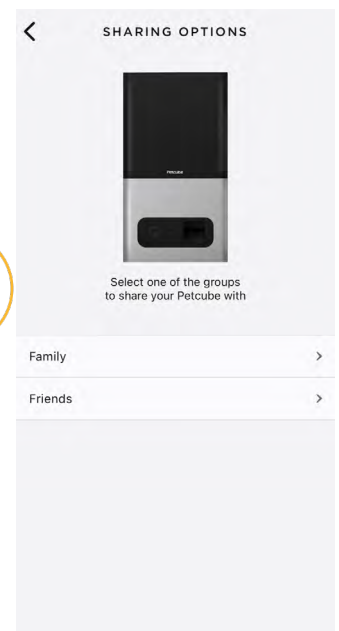 SHARING OPTIONS
PETCUBE
Select one of the groups
to share your Petcube with
Family
Friends